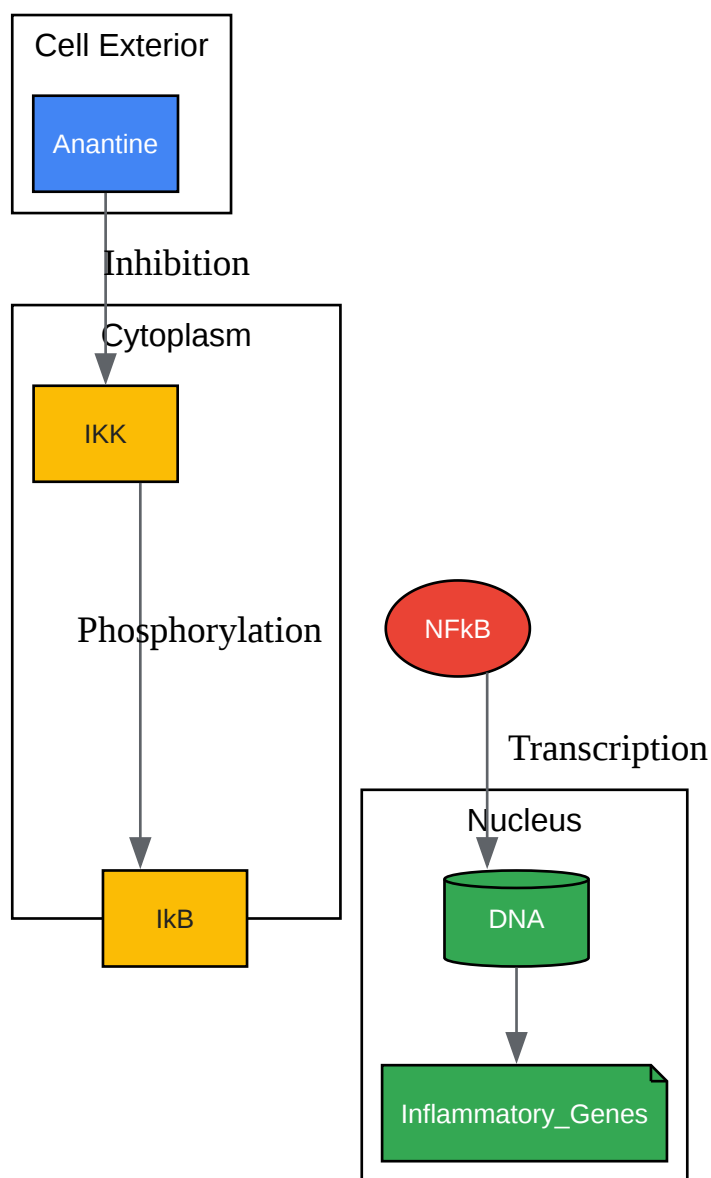 Cell Exterior
Anantine
Inhibition
Cytoplasm
IKK
Phosphorylation
NFkB
Transcription
Nucleus
IkB
DNA
Inflammatory_Genes